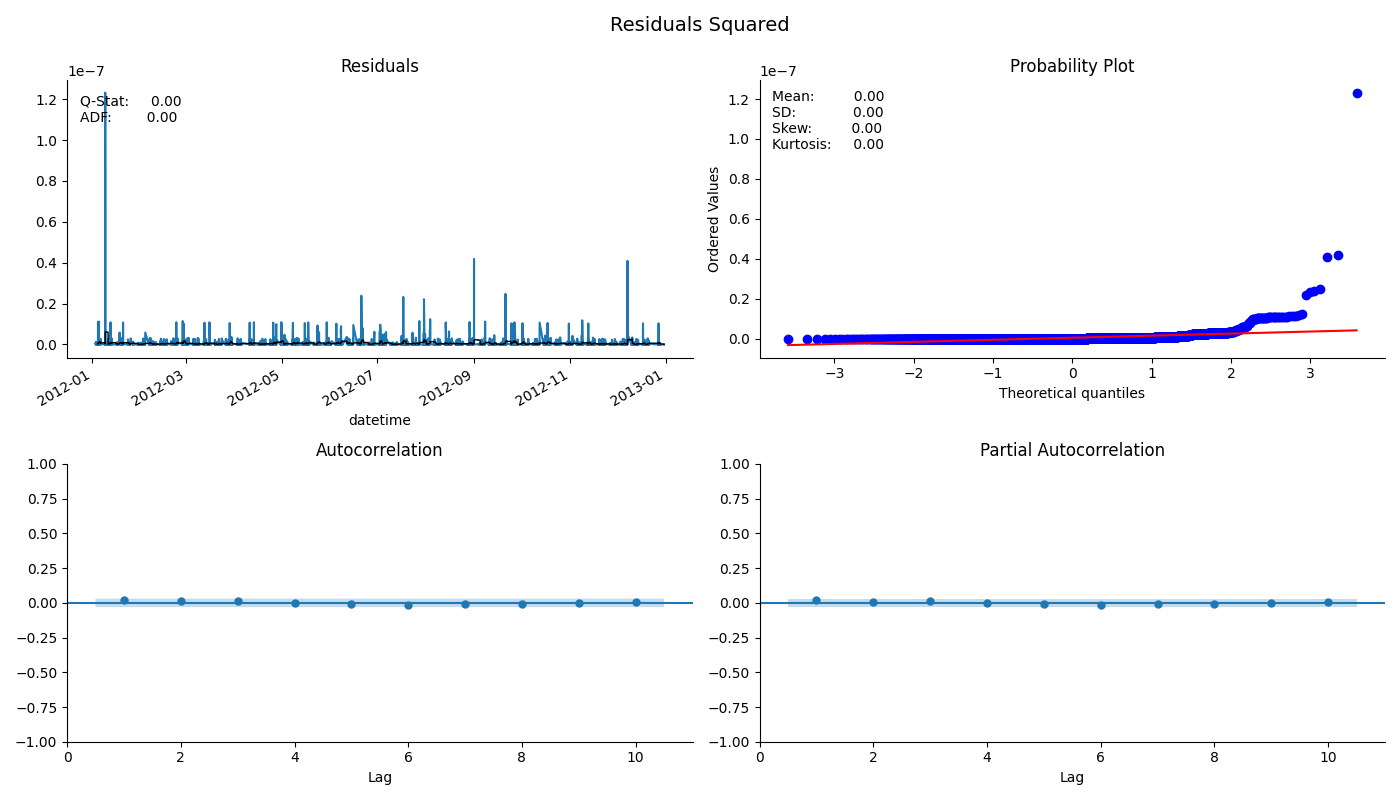 Residuals Squared
Residuals
1e−7
Q-Stat: 0.00
ADF: 0.00
1.2
1.0
0.8
0.6
0.4
0.2
0.0
2012-01
2012-03
2012-05
2012-07
2012-09
2012-11
2013-01
datetime
Probability Plot
1e−7
Mean: 0.00
SD: 0.00
Skew: 0.00
Kurtosis: 0.00
Ordered Values
1.2
1.0
0.8
0.6
0.4
0.2
0.0
−3 −2 −1 0 1 2 3
Theoretical quantiles
Autocorrelation
1.00
0.75
0.50
0.25
0.00
−0.25
−0.50
−0.75
−1.00
0 2 4 6 8 10
Lag
Partial Autocorrelation
1.00
0.75
0.50
0.25
0.00
−0.25
−0.50
−0.75
−1.00
0 2 4 6 8 10
Lag